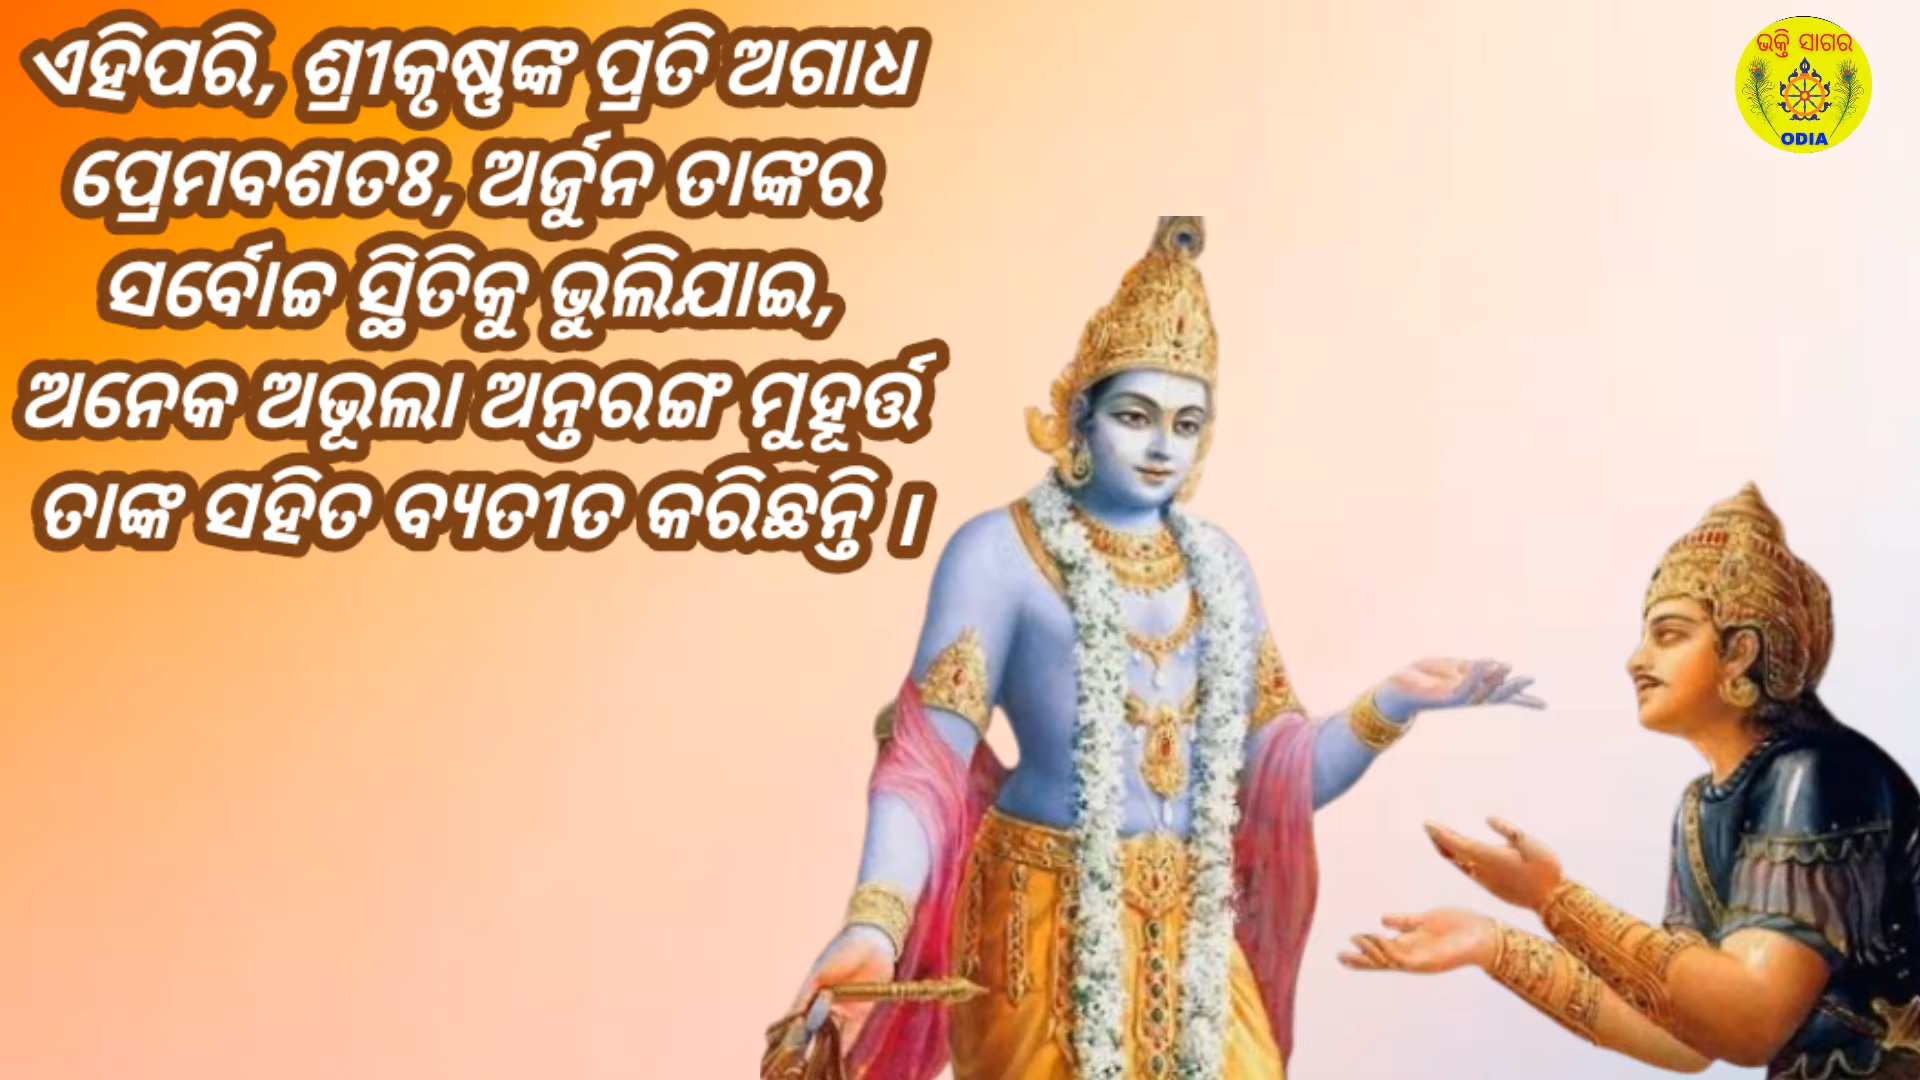 ଏହିପରି, ଶ୍ରୀକୃଷ୍ଣଙ୍କ ପ୍ରତି ଅଗାଧ
ପ୍ରେମବଶତଃ, ଅର୍ଜୁନ ତାଙ୍କର
ସର୍ବୋଚ୍ଚ ସ୍ଥିତିକୁ ଭୁଲିଯାଇ,
ଅନେକ ଅଭୂଲା ଅନ୍ତରଙ୍ଗ ମୁହୂର୍ତ୍ତ
ତାଙ୍କ ସହିତ ବ୍ୟତୀତ କରିଛନ୍ତି ।
ଭକ୍ତି ସାଗର
ODIA